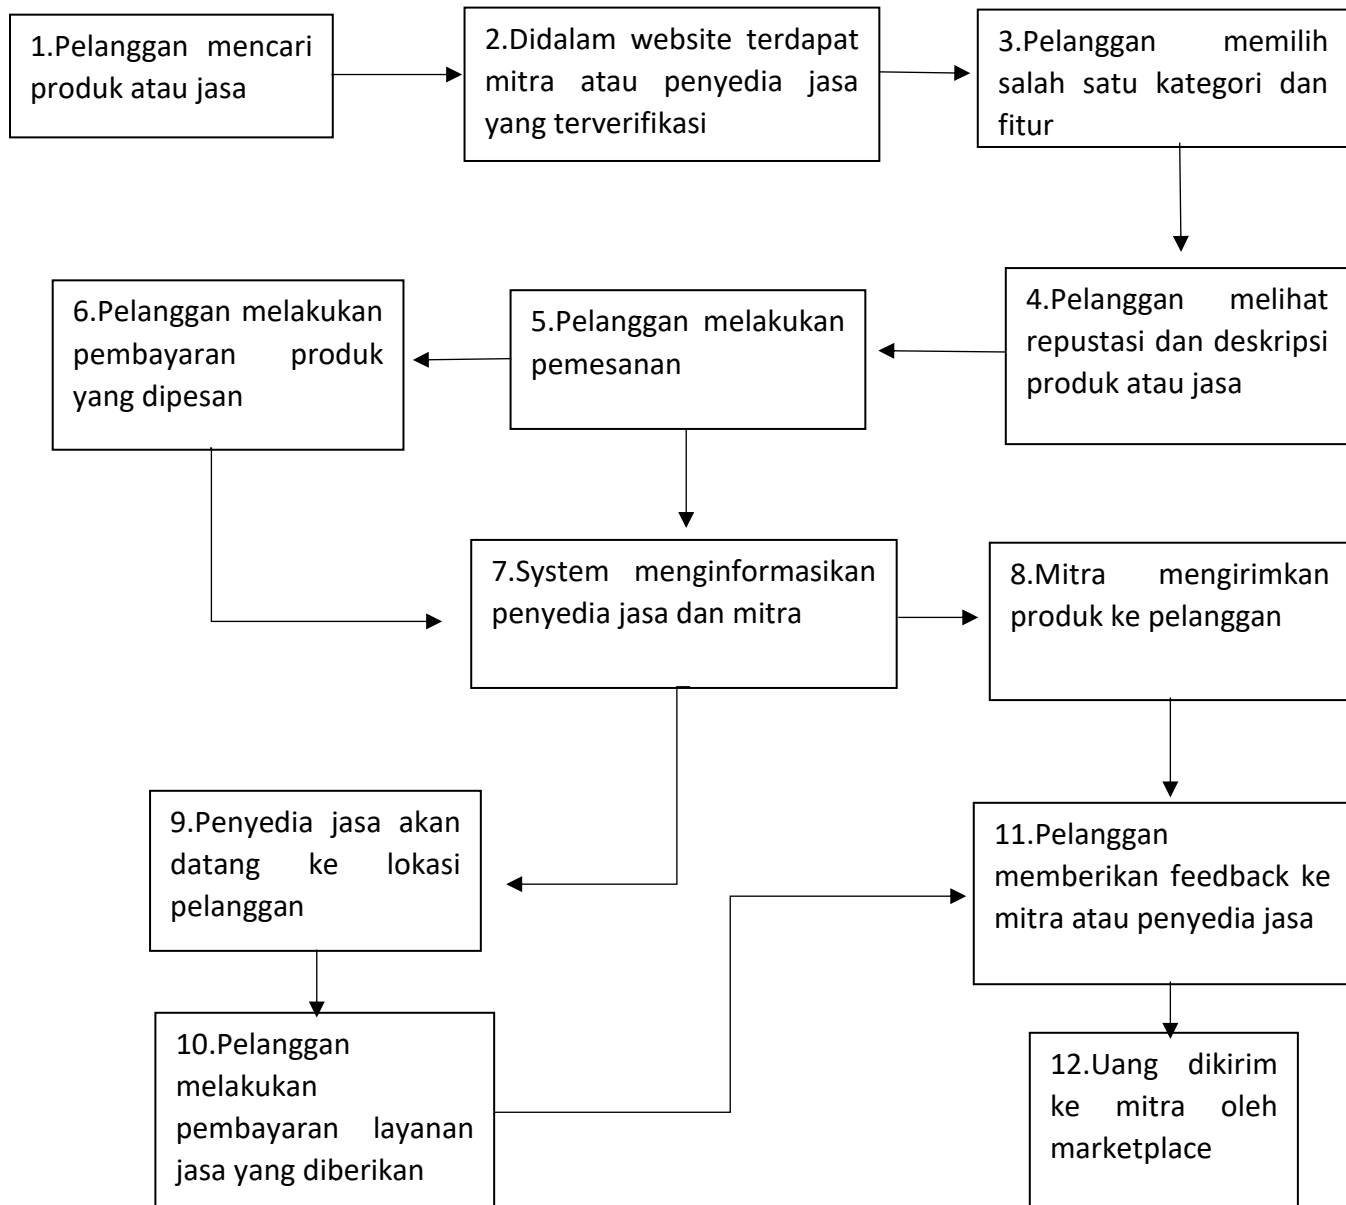 1.Pelanggan mencari
produk atau jasa
2.Didalam website terdapat
mitra atau penyedia jasa
yang terverifikasi
3.Pelanggan memilih
salah satu kategori dan
fitur
4.Pelanggan melihat
repustasi dan deskripsi
produk atau jasa
5.Pelanggan melakukan
pemesanan
6.Pelanggan melakukan
pembayaran produk
yang dipesan
7.System menginformasikan
penyedia jasa dan mitra
8.Mitra mengirimkan
produk ke pelanggan
9.Penyedia jasa akan
datang ke lokasi
pelanggan
10.Pelanggan
melakukan
pembayaran layanan
jasa yang diberikan
11.Pelanggan
memberikan feedback ke
mitra atau penyedia jasa
12.Uang dikirim
ke mitra oleh
marketplace